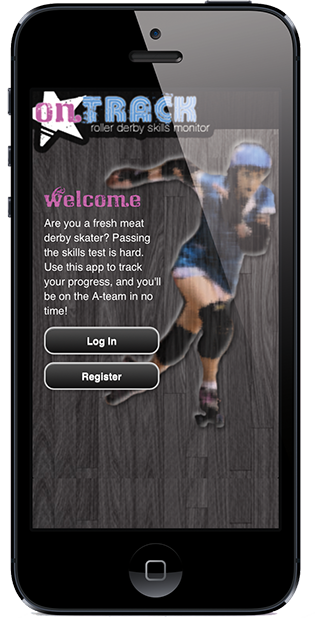 on.TRACK
roller derby skills monitor
welcome
Are you a fresh meat
derby skater? Passing
the skills test is hard.
Use this app to track
your progress, and you'll
be on the A-team in no
time!
Log In
Register